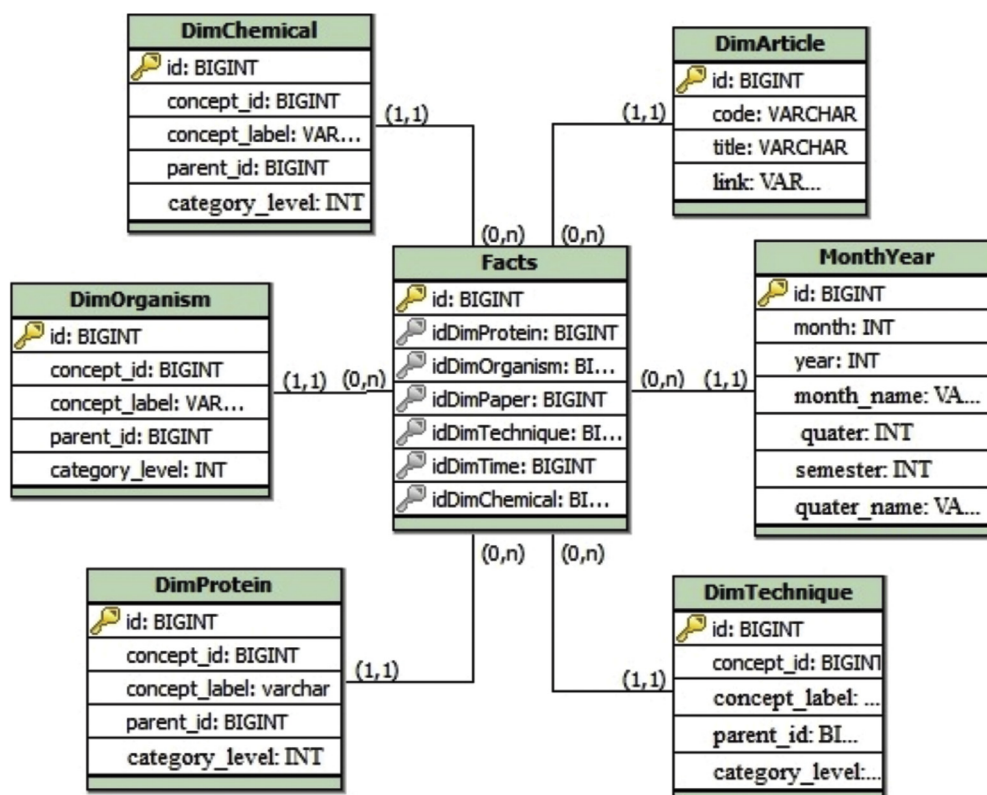 DimChemical
id: BIGINT
concept_id: BIGINT
concept_label: VAR...
parent_id: BIGINT
category_level: INT
(1,1)
(0,n)
DimArticle
id: BIGINT
code: VARCHAR
title: VARCHAR
link: VAR...
(1,1)
(0,n)
DimOrganism
id: BIGINT
concept_id: BIGINT
concept_label: VAR...
parent_id: BIGINT
category_level: INT
(1,1)
(0,n)
Facts
id: BIGINT
idDimProtein: BIGINT
idDimOrganism: BI...
idDimPaper: BIGINT
idDimTechnique: BI...
idDimTime: BIGINT
idDimChemical: BI...
(0,n)
(1,1)
MonthYear
id: BIGINT
month: INT
year: INT
month_name: VA...
quater: INT
semester: INT
quater_name: VA...
DimProtein
id: BIGINT
concept_id: BIGINT
concept_label: varchar
parent_id: BIGINT
category_level: INT
(1,1)
(0,n)
(0,n)
(1,1)
DimTechnique
id: BIGINT
concept_id: BIGINT
concept_label: ...
parent_id: BI...
category_level:...